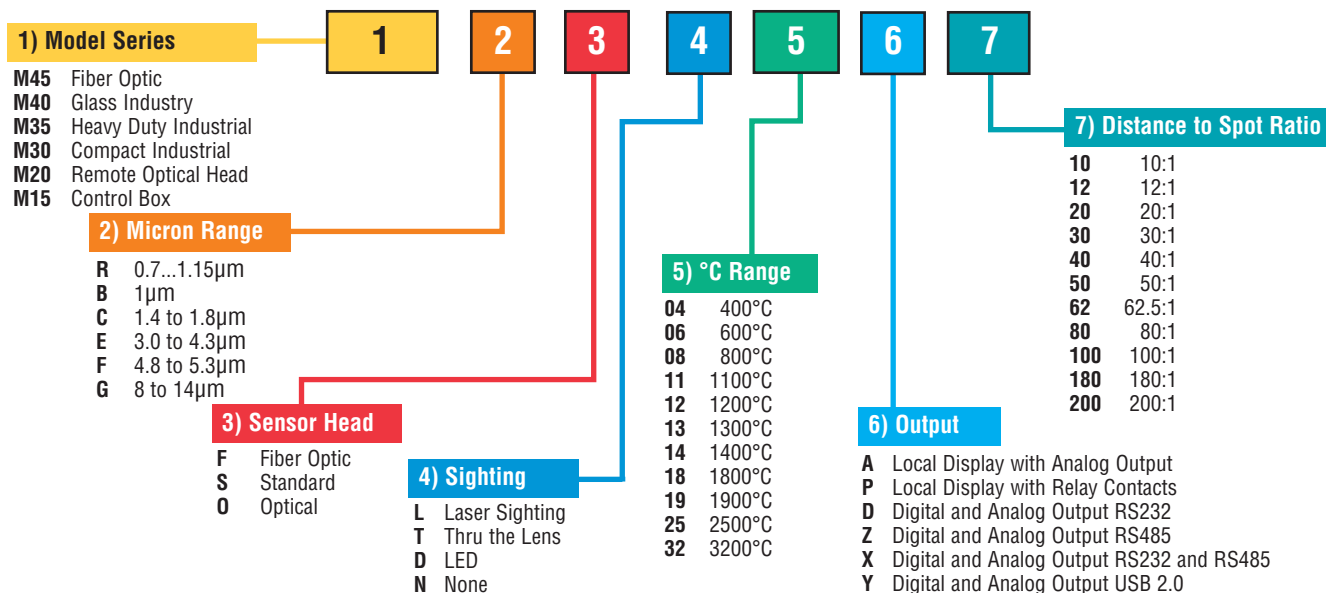 1 2 3 4 5 6 7
1) Model Series
M45 Fiber Optic
M40 Glass Industry
M35 Heavy Duty Industrial
M30 Compact Industrial
M20 Remote Optical Head
M15 Control Box
2) Micron Range
R 0.7...1.15µm
B 1µm
C 1.4 to 1.8µm
E 3.0 to 4.3µm
F 4.8 to 5.3µm
G 8 to 14µm
3) Sensor Head
F Fiber Optic
S Standard
O Optical
4) Sighting
L Laser Sighting
T Thru the Lens
D LED
N None
5) °C Range
04 400°C
06 600°C
08 800°C
11 1100°C
12 1200°C
13 1300°C
14 1400°C
18 1800°C
19 1900°C
25 2500°C
32 3200°C
6) Output
A Local Display with Analog Output
P Local Display with Relay Contacts
D Digital and Analog Output RS232
Z Digital and Analog Output RS485
X Digital and Analog Output RS232 and RS485
Y Digital and Analog Output USB 2.0
7) Distance to Spot Ratio
10 10:1
12 12:1
20 20:1
30 30:1
40 40:1
50 50:1
62 62.5:1
80 80:1
100 100:1
180 180:1
200 200:1